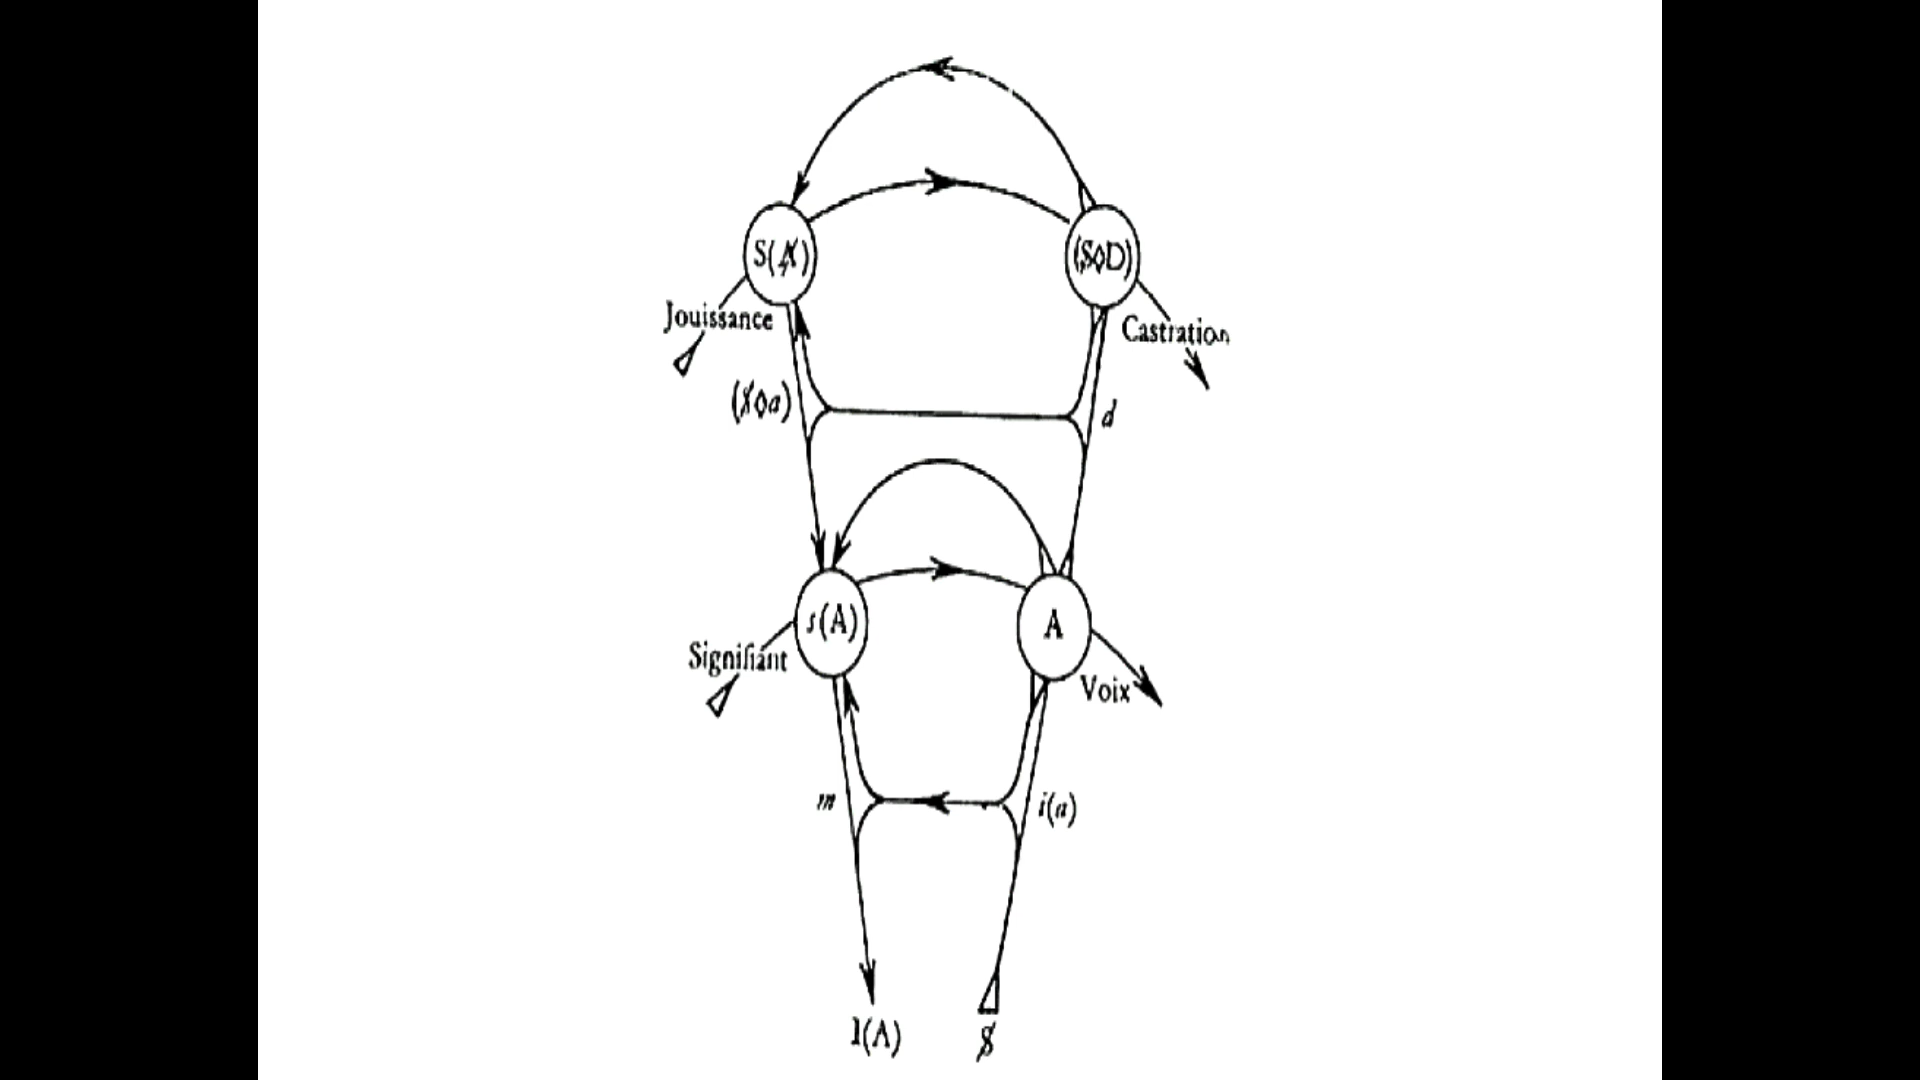 S(Ⱥ)
($◊D)
Jouissance
Castration
($◊a)
d
s(A)
A
Signifiant
Voix
m
i(a)
I(A)
$